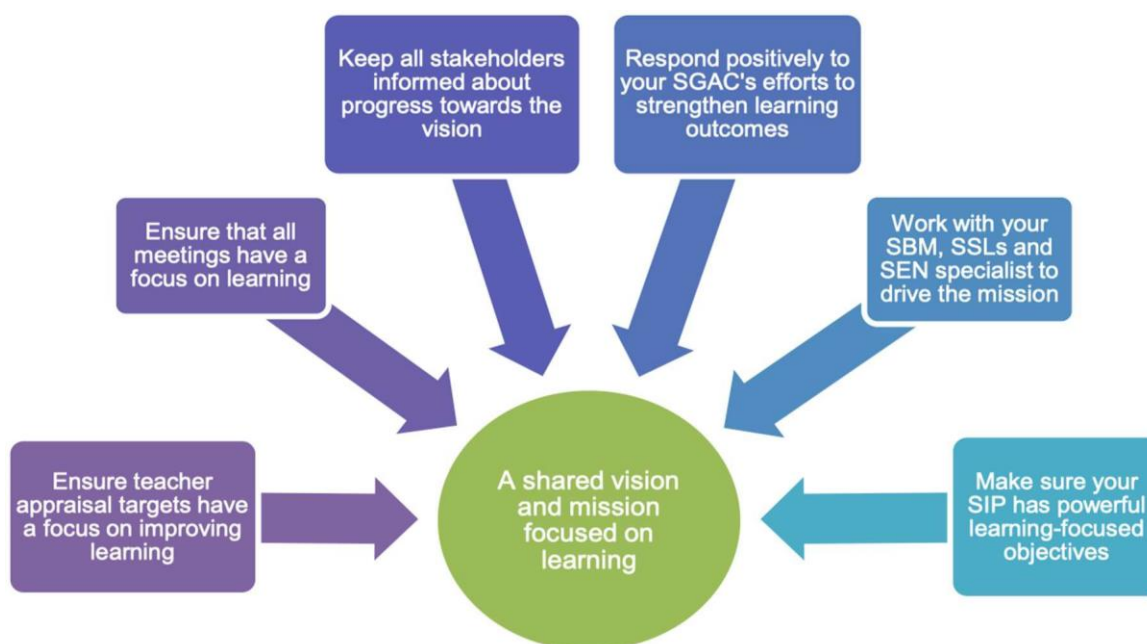 Keep all stakeholders
informed about
progress towards the
vision
Respond positively to
your SGAC's efforts to
strengthen learning
outcomes
Ensure that all
meetings have a
focus on learning
Work with your
SBM, SSLs and
SEN specialist to
drive the mission
Ensure teacher
appraisal targets have
a focus on improving
learning
A shared vision
and mission
focused on
learning
Make sure your
SIP has powerful
learning-focused
objectives